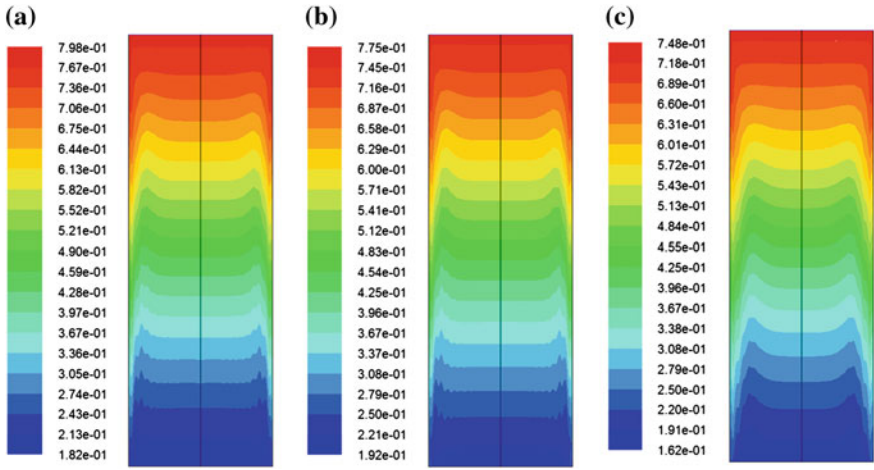 (a)
7.98e-01
7.67e-01
7.36e-01
7.06e-01
6.75e-01
6.44e-01
6.13e-01
5.82e-01
5.52e-01
5.21e-01
4.90e-01
4.59e-01
4.28e-01
3.97e-01
3.67e-01
3.36e-01
3.05e-01
2.74e-01
2.43e-01
2.13e-01
1.82e-01
(b)
7.75e-01
7.45e-01
7.16e-01
6.87e-01
6.58e-01
6.29e-01
6.00e-01
5.71e-01
5.41e-01
5.12e-01
4.83e-01
4.54e-01
4.25e-01
3.96e-01
3.67e-01
3.37e-01
3.08e-01
2.79e-01
2.50e-01
2.21e-01
1.92e-01
(c)
7.48e-01
7.18e-01
6.89e-01
6.60e-01
6.31e-01
6.01e-01
5.72e-01
5.43e-01
5.13e-01
4.84e-01
4.55e-01
4.25e-01
3.96e-01
3.67e-01
3.38e-01
3.08e-01
2.79e-01
2.50e-01
2.20e-01
1.91e-01
1.62e-01